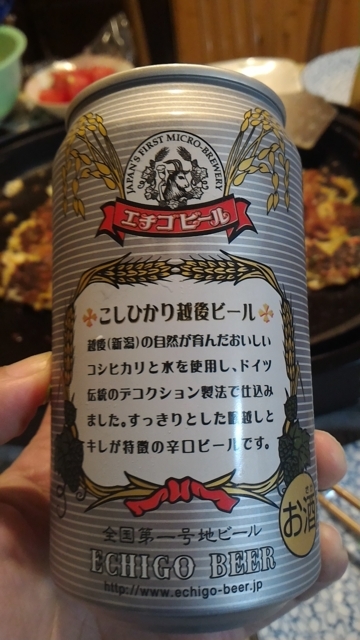 JAPAN'S FIRST MICRO-BREWERY
エチゴビール
こしひかり越後ビール
越後(新潟)の自然が育んだおいしい
コシヒカリと水を使用し、ドイツ
伝統のデコクション製法で仕込み
ました。すっきりとした喉越しと
キレが特徴の辛口ビールです。
お酒
全国第一号地ビール
ECHIGO BEER
http://www.echigo-beer.jp